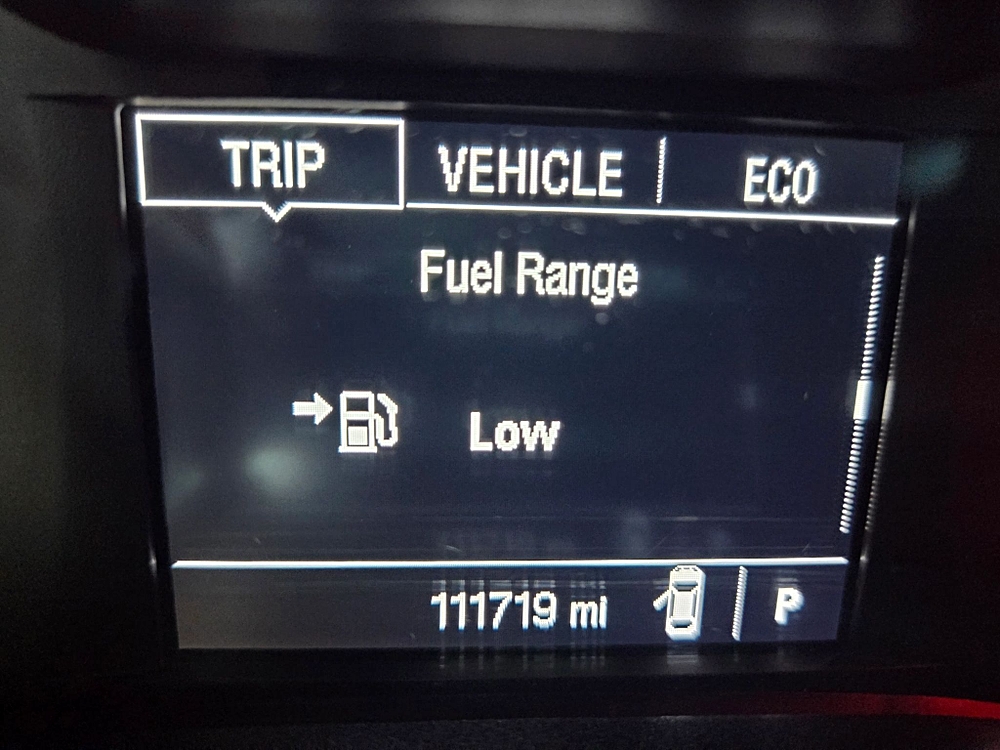 TRIP VEHICLE ECO
Fuel Range
Low
111719 mi P